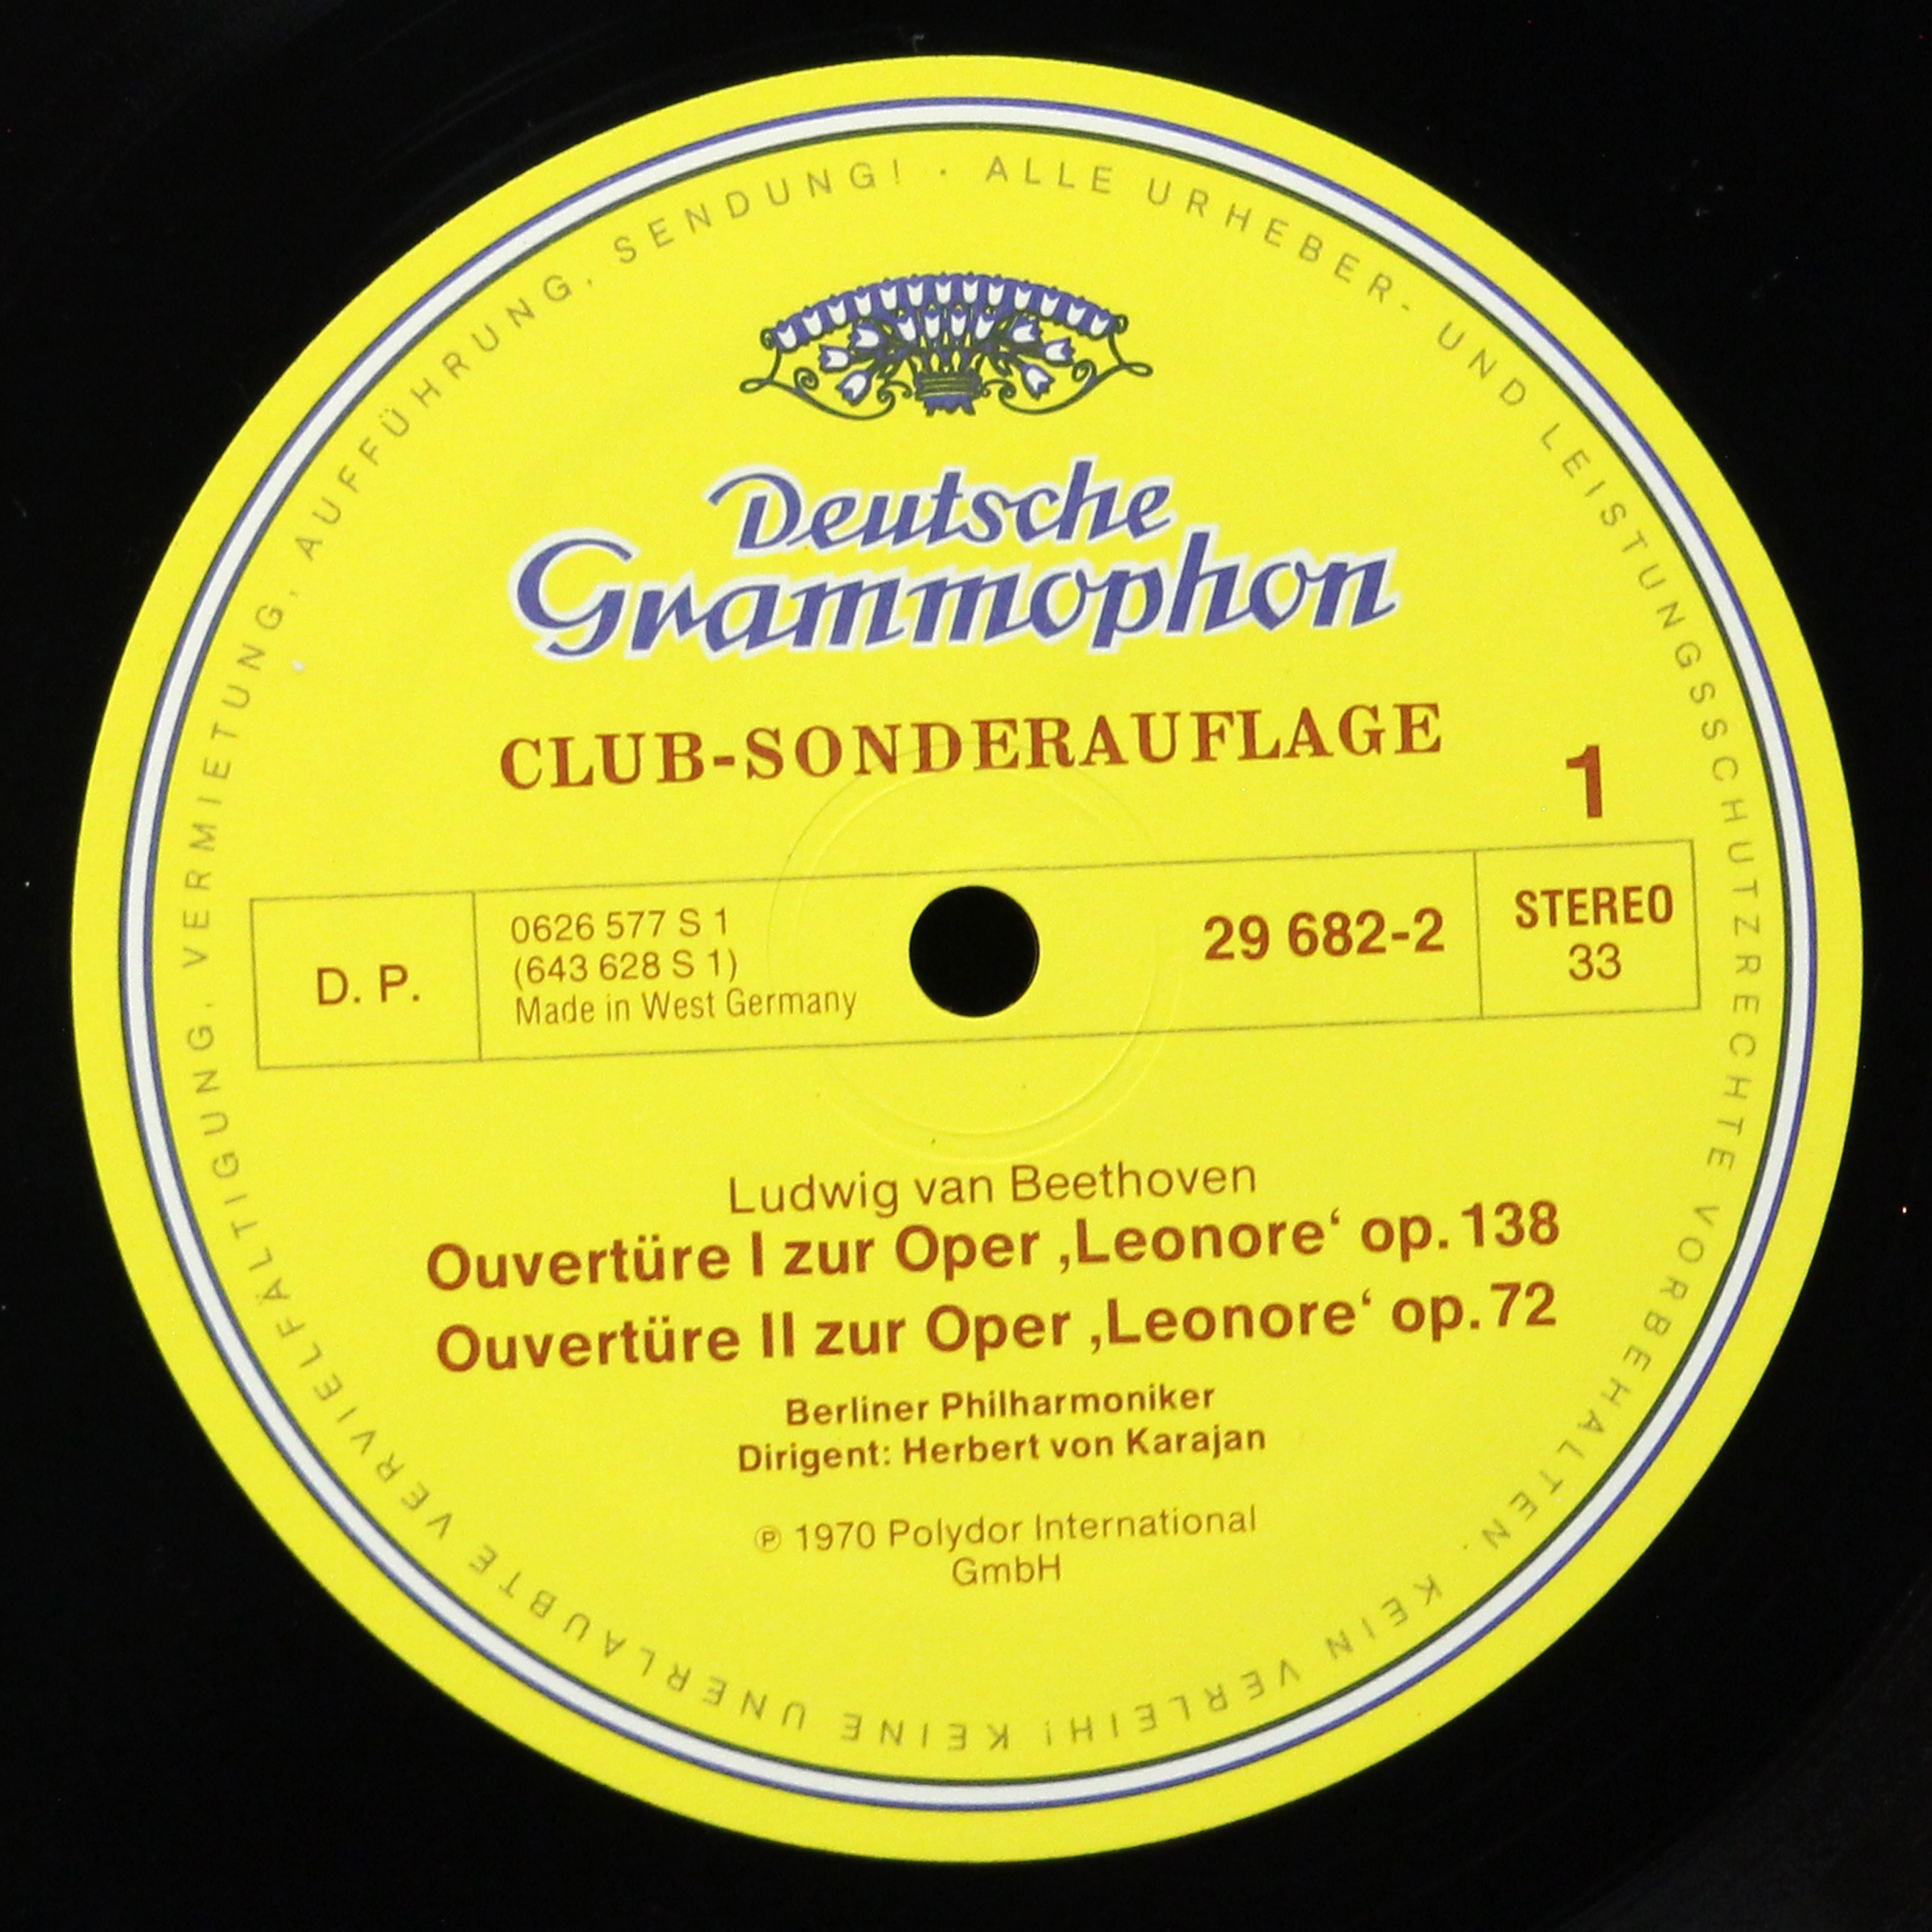 ALLE URHEBER- UND LEISTUNGSSCHUTZRECHTE VORBEHALTEN. KEIN VERLEIH! KEINE UNERLAUBTE VERVIELFÄLTIGUNG, VERMIETUNG, AUFFÜHRUNG, SENDUNG! ·
Deutsche
Grammophon
CLUB-SONDERAUFLAGE
1
D. P.
0626 577 S 1
(643 628 S 1)
Made in West Germany
29 682-2
STEREO
33
Ludwig van Beethoven
Ouvertüre I zur Oper ‚Leonore‘ op. 138
Ouvertüre II zur Oper ‚Leonore‘ op. 72
Berliner Philharmoniker
Dirigent: Herbert von Karajan
℗ 1970 Polydor International
GmbH